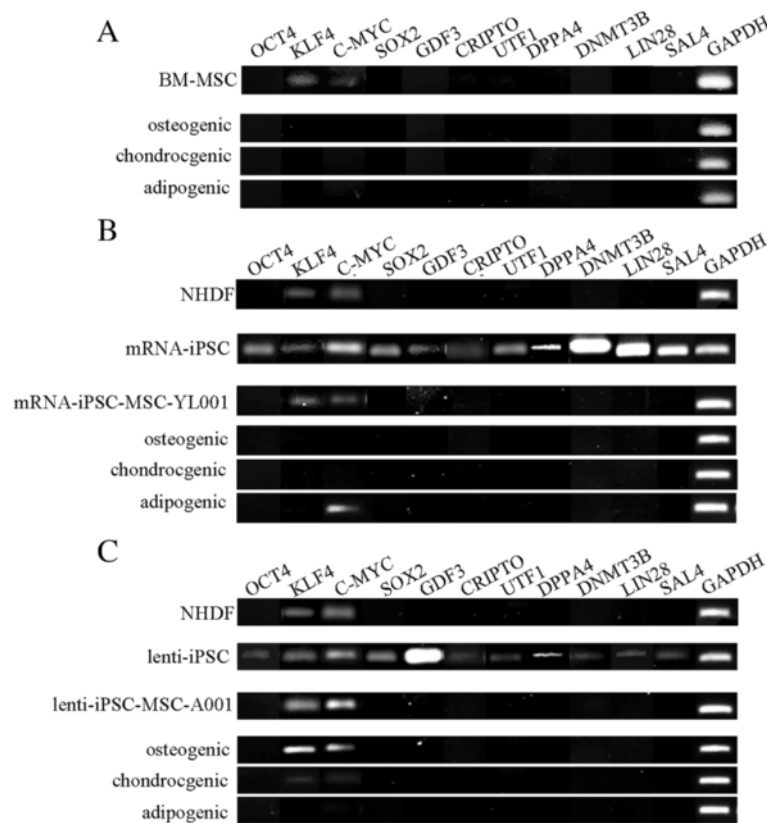 A
OCT4 KLF4 C-MYC SOX2 GDF3 CRIPTO UTF1 DPPA4 DNMT3B LIN28 SAL4 GAPDH
BM-MSC
osteogenic
chondrocgenic
adipogenic
B
OCT4 KLF4 C-MYC SOX2 GDF3 CRIPTO UTF1 DPPA4 DNMT3B LIN28 SAL4 GAPDH
NHDF
mRNA-iPSC
mRNA-iPSC-MSC-YL001
osteogenic
chondrocgenic
adipogenic
C
OCT4 KLF4 C-MYC SOX2 GDF3 CRIPTO UTF1 DPPA4 DNMT3B LIN28 SAL4 GAPDH
NHDF
lenti-iPSC
lenti-iPSC-MSC-A001
osteogenic
chondrocgenic
adipogenic